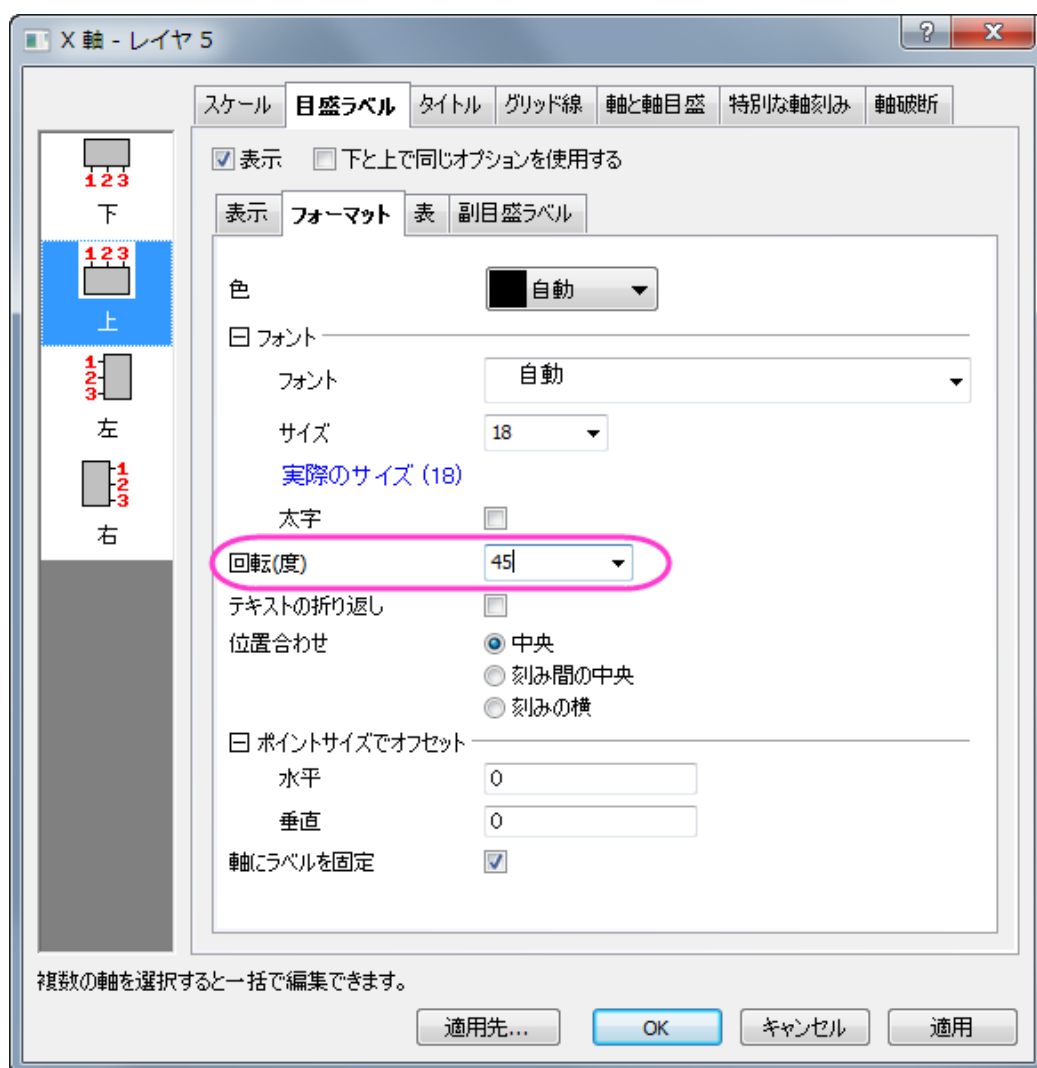 X 軸 - レイヤ 5
スケール 目盛ラベル タイトル グリッド線 軸と軸目盛 特別な軸刻み 軸破断
表示 下と上で同じオプションを使用する
表示 フォーマット 表 副目盛ラベル
1 2 3
下
1 2 3
上
1
2
3
左
1
2
3
右
色 自動
フォント
フォント 自動
サイズ 18
実際のサイズ (18)
太字
回転(度) 45
テキストの折り返し
位置合わせ 中央
刻み間の中央
刻みの横
ポイントサイズでオフセット
水平 0
垂直 0
軸にラベルを固定
複数の軸を選択すると一括で編集できます。
適用先... OK キャンセル 適用